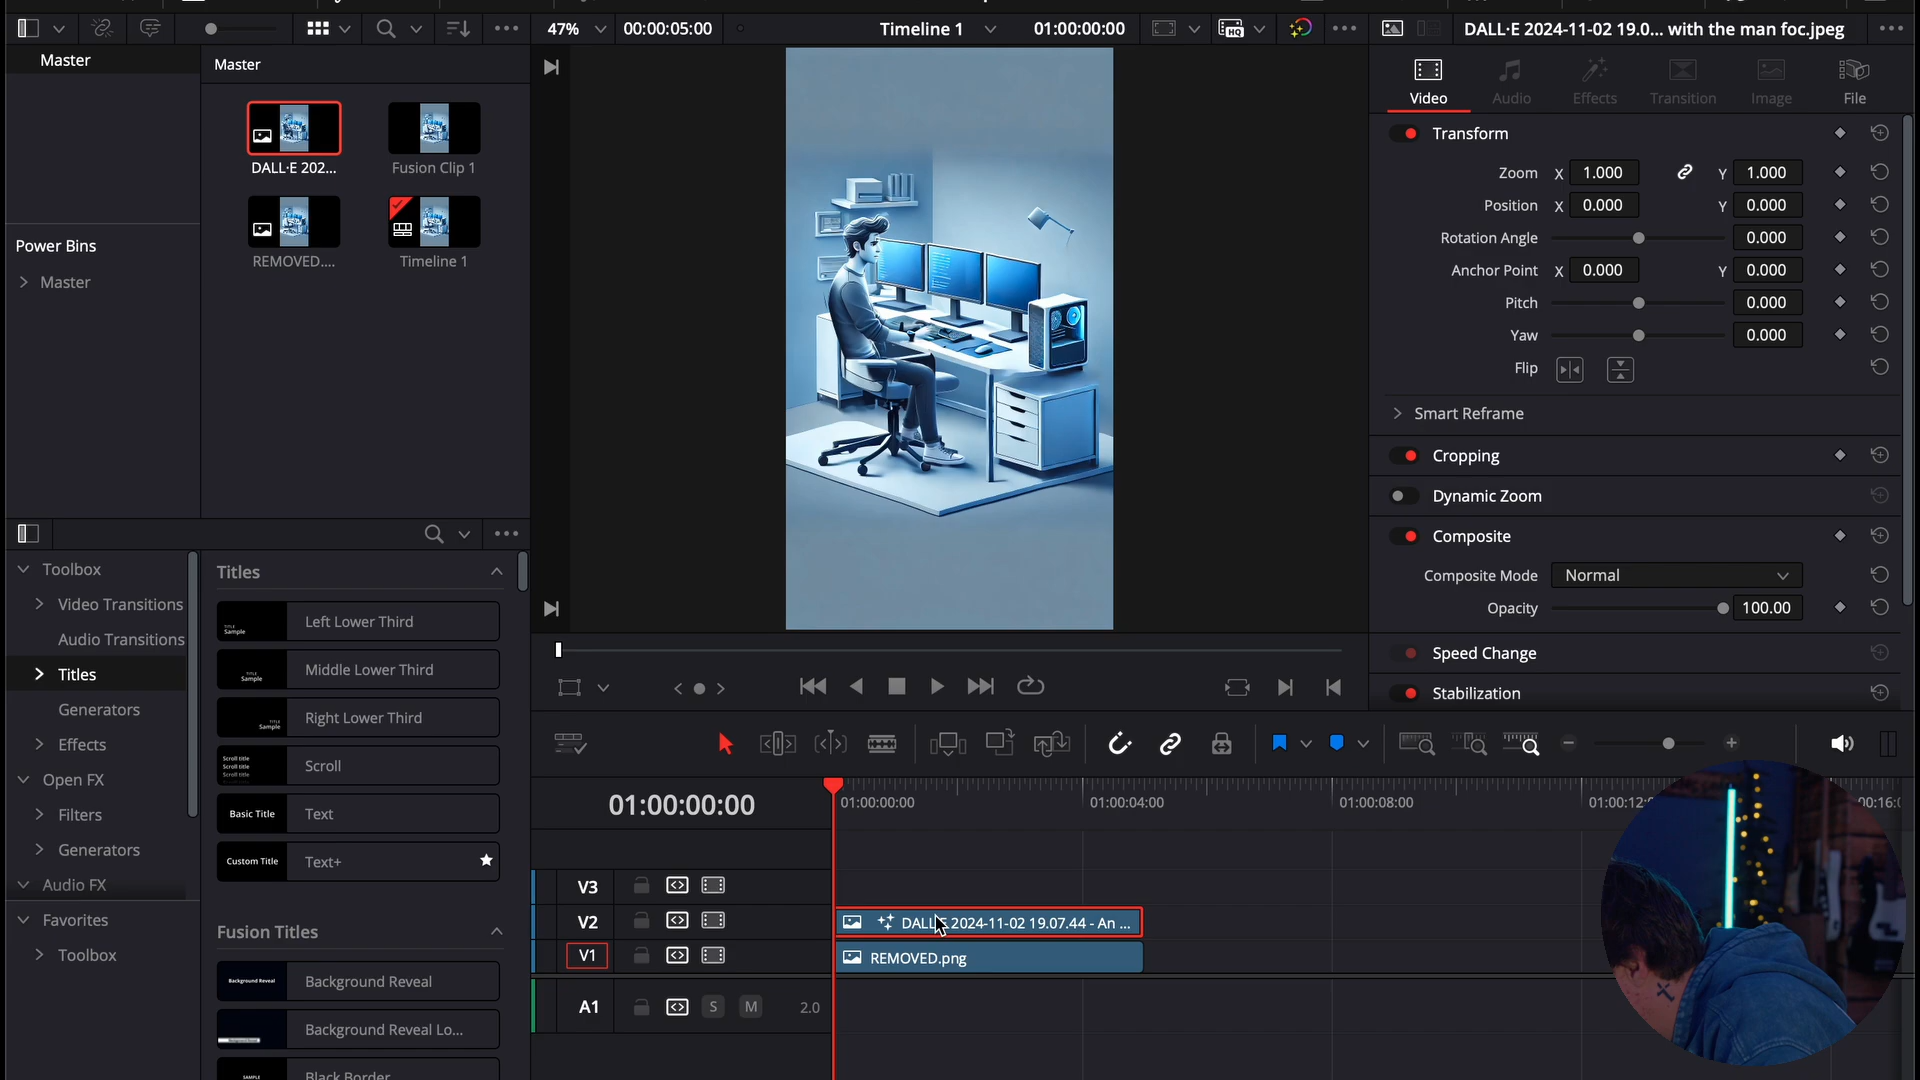 47%
00:00:05:00
Timeline 1
01:00:00:00
DALL·E 2024-11-02 19.0... with the man foc.jpeg
Master
Master
DALL·E 202...
Fusion Clip 1
REMOVED....
Timeline 1
Power Bins
Master
Video
Audio
Effects
Transition
Image
File
Transform
Zoom X 1.000 Y 1.000
Position X 0.000 Y 0.000
Rotation Angle 0.000
Anchor Point X 0.000 Y 0.000
Pitch 0.000
Yaw 0.000
Flip
Smart Reframe
Cropping
Dynamic Zoom
Composite
Composite Mode Normal
Opacity 100.00
Speed Change
Stabilization
Toolbox
Video Transitions
Audio Transitions
Titles
Generators
Effects
Open FX
Filters
Generators
Audio FX
Favorites
Toolbox
Titles
Left Lower Third
Middle Lower Third
Right Lower Third
Scroll
Basic Title Text
Custom Title Text+
Fusion Titles
Background Reveal Background Reveal
Background Reveal Lo...
Black Border
01:00:00:00
01:00:00:00
01:00:04:00
01:00:08:00
01:00:12:
00:16:0
V3
V2
DALL·E 2024-11-02 19.07.44 - An ...
V1
REMOVED.png
A1 S M 2.0